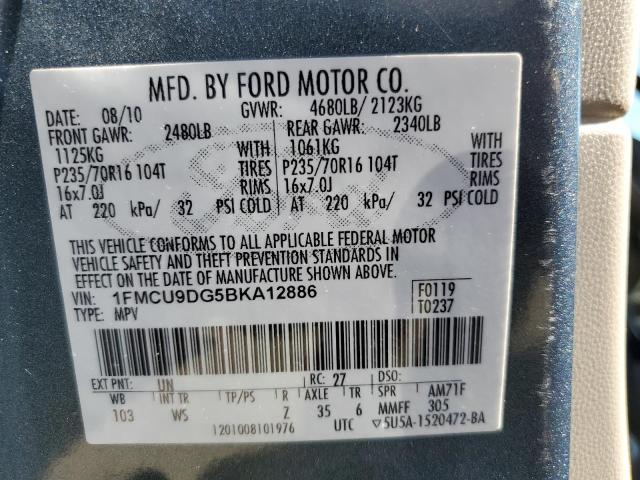 MFD. BY FORD MOTOR CO.
DATE: 08/10 GVWR: 4680LB/ 2123KG
FRONT GAWR: 2480LB REAR GAWR: 2340LB
1125KG WITH 1061KG WITH
P235/70R16 104T TIRES P235/70R16 104T TIRES
16x7.0J RIMS 16x7.0J RIMS
AT 220 kPa/ 32 PSI COLD AT 220 kPa/ 32 PSI COLD
THIS VEHICLE CONFORMS TO ALL APPLICABLE FEDERAL MOTOR
VEHICLE SAFETY AND THEFT PREVENTION STANDARDS IN
EFFECT ON THE DATE OF MANUFACTURE SHOWN ABOVE.
VIN: 1FMCU9DG5BKA12886 F0119
TYPE: MPV T0237
EXT PNT: UN RC: 27 DSO:
WB INT TR TP/PS R AXLE TR SPR AM71F
103 WS Z 35 6 MMFF 305
1201008101976 UTC ▽5U5A-1520472-BA